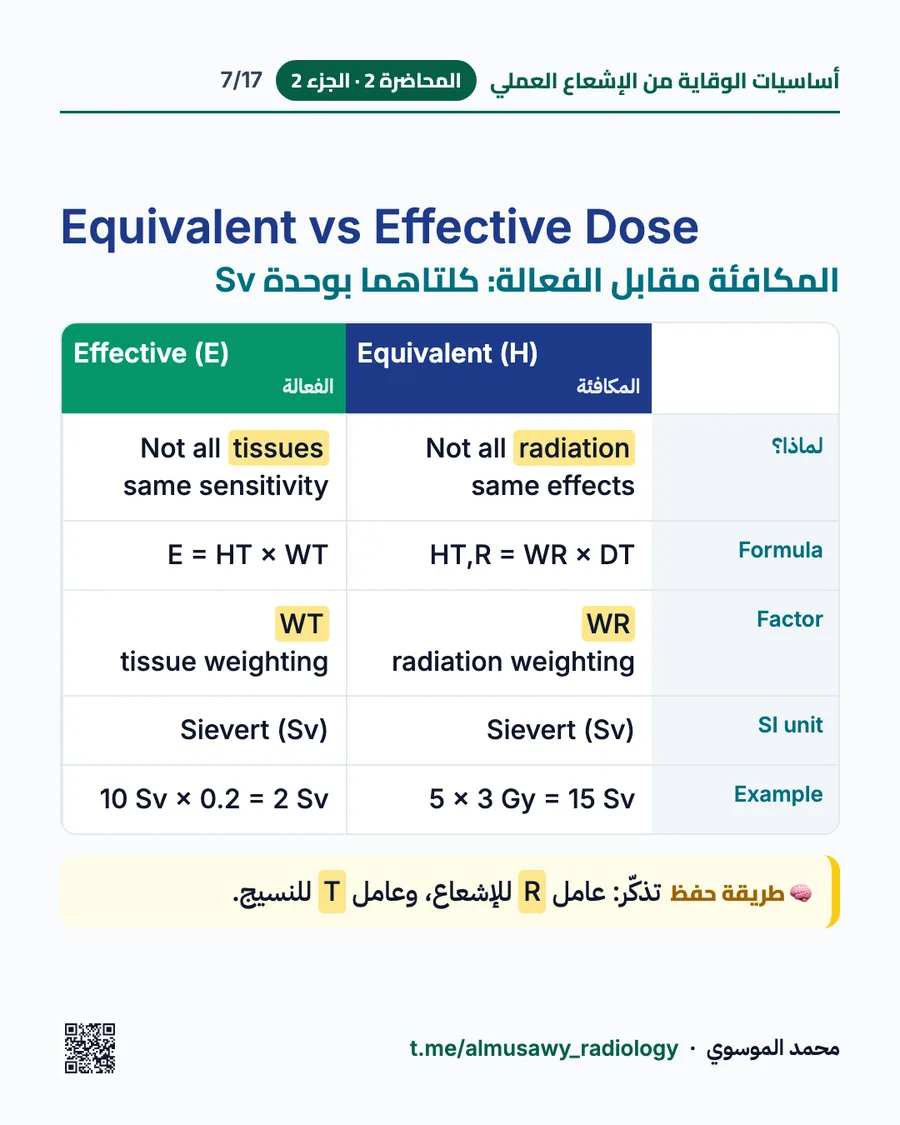 أساسيات الوقاية من الإشعاع العملي المحاضرة 2 · الجزء 2 7/17
Equivalent vs Effective Dose
المكافئة مقابل الفعالة: كلتاهما بوحدة Sv
Equivalent (H) Effective (E)
المكافئة الفعالة
لماذا؟ Not all radiation Not all tissues
same effects same sensitivity
Formula HT,R = WR × DT E = HT × WT
Factor WR WT
radiation weighting tissue weighting
SI unit Sievert (Sv) Sievert (Sv)
Example 5 × 3 Gy = 15 Sv 10 Sv × 0.2 = 2 Sv
🧠 طريقة حفظ تذكّر: عامل R للإشعاع، وعامل T للنسيج.
محمد الموسوي · t.me/almusawy_radiology